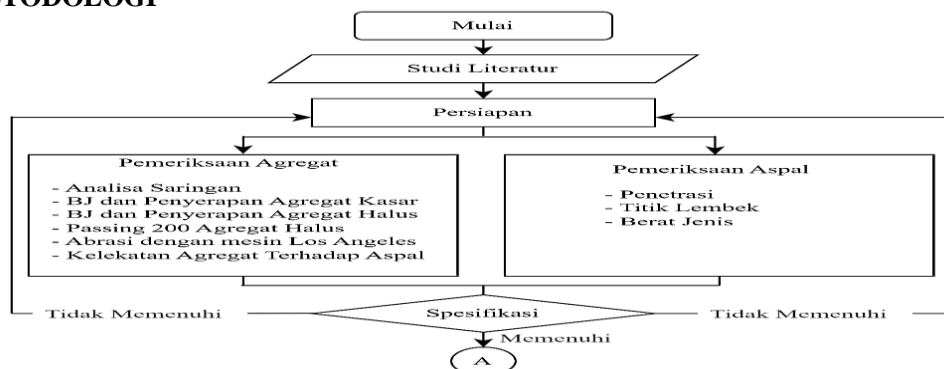 Mulai
Studi Literatur
Persiapan
Pemeriksaan Agregat
- Analisa Saringan
- BJ dan Penyerapan Agregat Kasar
- BJ dan Penyerapan Agregat Halus
- Passing 200 Agregat Halus
- Abrasi dengan mesin Los Angeles
- Kelekatan Agregat Terhadap Aspal
Pemeriksaan Aspal
- Penetrasi
- Titik Lembek
- Berat Jenis
Tidak Memenuhi
Spesifikasi
Tidak Memenuhi
Memenuhi
A